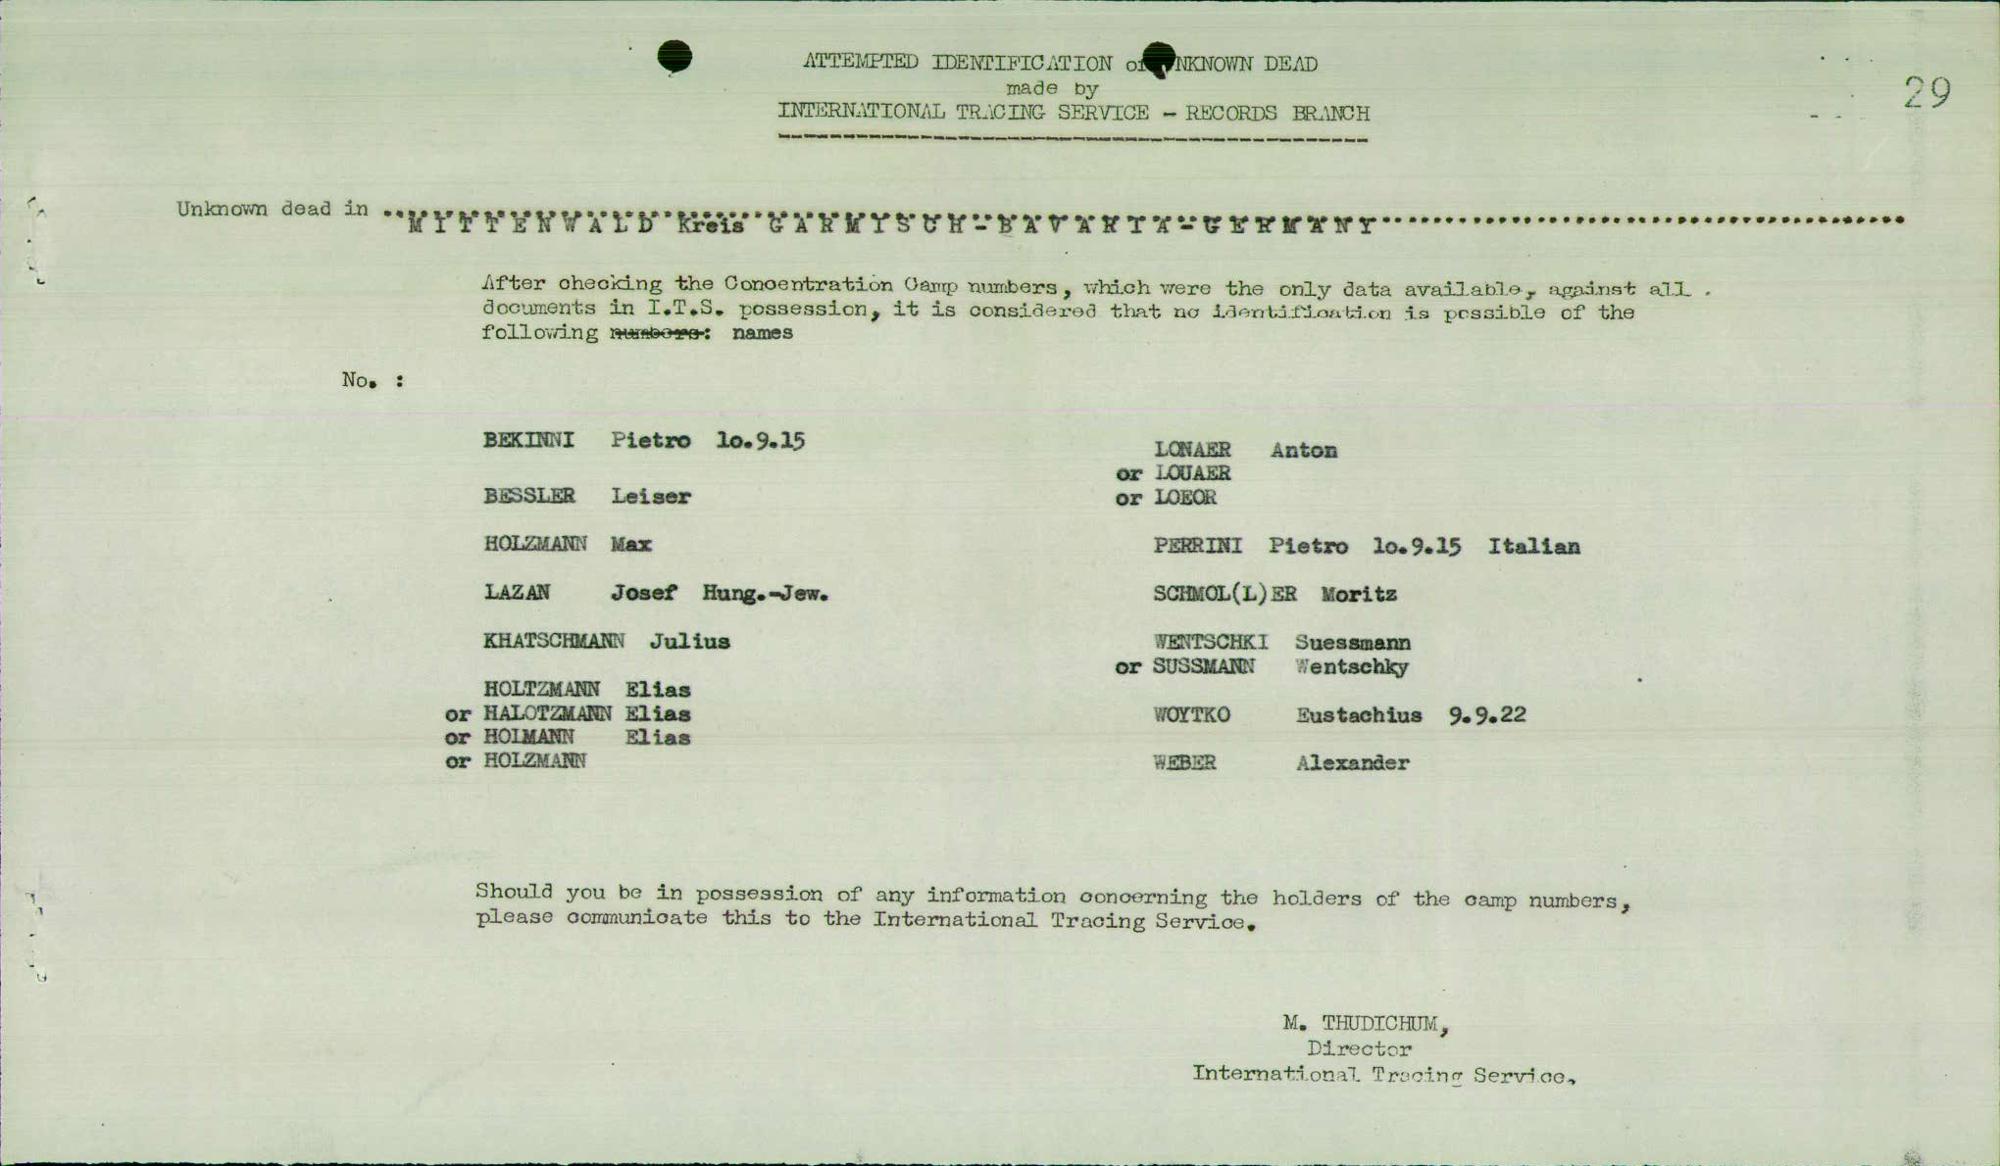 ATTEMPTED IDENTIFICATION of UNKNOWN DEAD
made by
INTERNATIONAL TRACING SERVICE - RECORDS BRANCH
29
Unknown dead in MITTENWALD Kreis GARMISCH-BAVARIA-GERMANY
After checking the Concentration Camp numbers, which were the only data available, against all .
documents in I.T.S. possession, it is considered that no identification is possible of the
following numbers: names
No. :
BEKINNI Pietro 10.9.15
BESSLER Leiser
HOLZMANN Max
LAZAN Josef Hung.-Jew.
KHATSCHMANN Julius
HOLTZMANN Elias
or HALOTZMANN Elias
or HOLMANN Elias
or HOLZMANN
LONAER Anton
or LOUAER
or LOEOR
PERRINI Pietro 10.9.15 Italian
SCHMOL(L)ER Moritz
WENTSCHKI Suessmann
or SUSSMANN Wentschky
WOYTKO Eustachius 9.9.22
WEBER Alexander
Should you be in possession of any information concerning the holders of the camp numbers,
please communicate this to the International Tracing Service.
M. THUDICHUM,
Director
International Tracing Service.